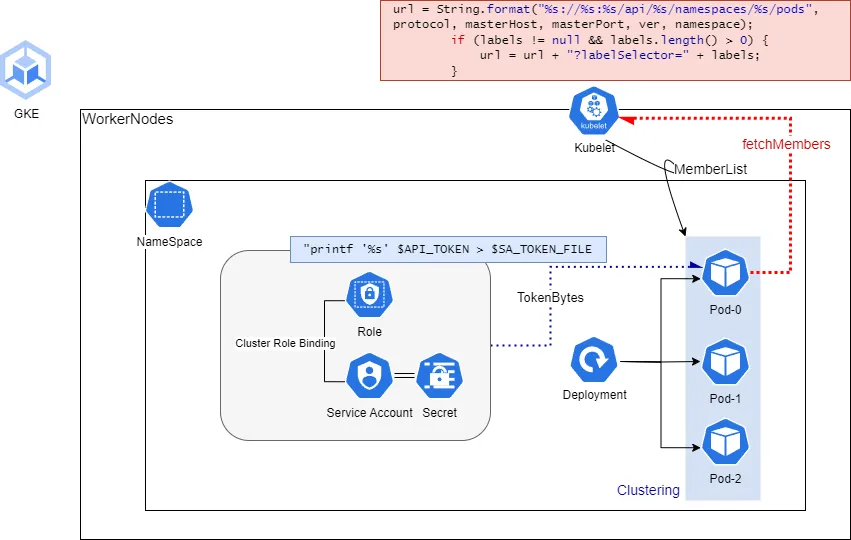 url = String.format("%s://%s:%s/api/%s/namespaces/%s/pods",
protocol, masterHost, masterPort, ver, namespace);
if (labels != null && labels.length() > 0) {
url = url + "?labelSelector=" + labels;
}
GKE
WorkerNodes
kubelet
Kubelet
fetchMembers
MemberList
NameSpace
"printf '%s' $API_TOKEN > $SA_TOKEN_FILE
TokenBytes
Pod-0
Role
Cluster Role Binding
Deployment
Pod-1
Service Account
Secret
Pod-2
Clustering